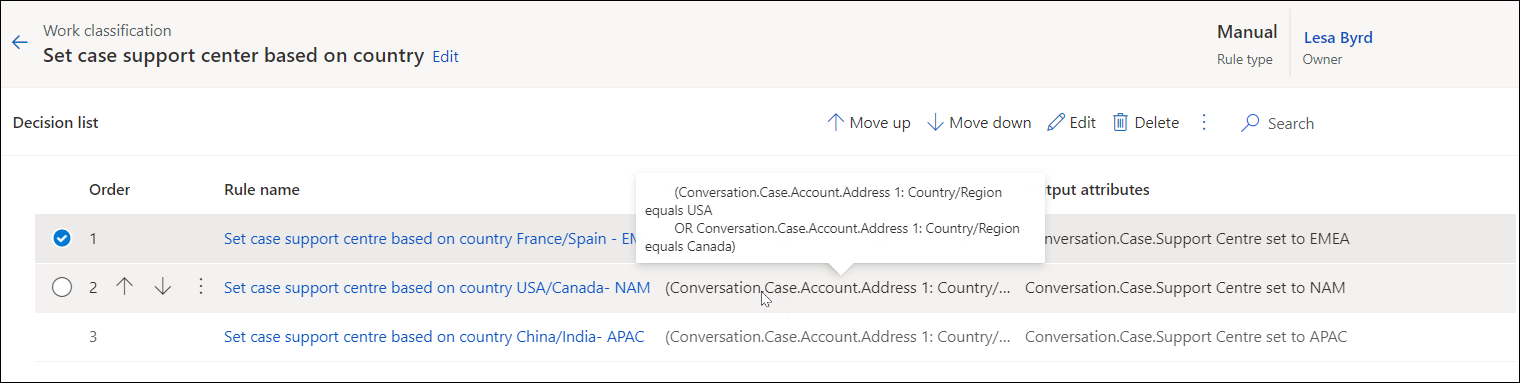 Work classification
Set case support center based on country Edit
Manual
Rule type
Lesa Byrd
Owner
Decision list
Move up Move down Edit Delete Search
Order Rule name tput attributes
(Conversation.Case.Account.Address 1: Country/Region
equals USA
OR Conversation.Case.Account.Address 1: Country/Region
equals Canada)
1 Set case support centre based on country France/Spain - EM onversation.Case.Support Centre set to EMEA
2 Set case support centre based on country USA/Canada- NAM (Conversation.Case.Account.Address 1: Country/... Conversation.Case.Support Centre set to NAM
3 Set case support centre based on country China/India- APAC (Conversation.Case.Account.Address 1: Country/... Conversation.Case.Support Centre set to APAC